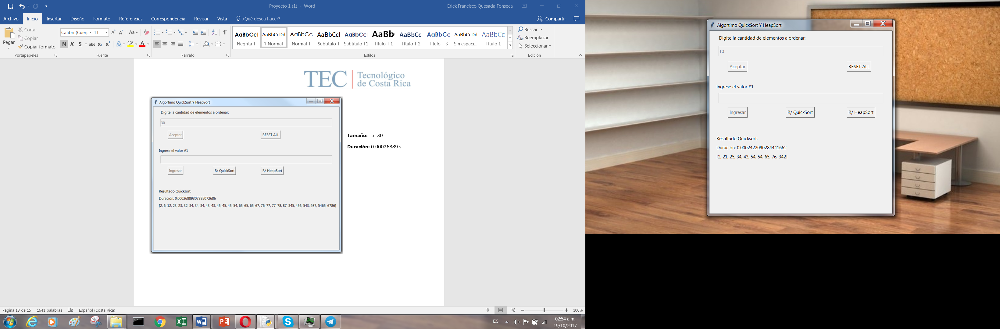 Proyecto 1 (1) - Word
Erick Francisco Quesada Fonseca
Archivo Inicio Insertar Diseño Formato Referencias Correspondencia Revisar Vista ¿Qué desea hacer? Compartir
Pegar
Cortar
Copiar
Copiar formato
Portapapeles
Calibri (Cuerp 11
Aa
N K S abc x₂ x² A aby A
Fuente
Párrafo
AaBbCc AaBbCcDd AaBbCc AaBbCcI AaBbCc AaBb AaBbCcI AaBbCc AaBbCcDd AaBbCc
Negrita T ¶ Normal Normal T Subtitulo T Subtitulo T1 Título T 1 Título T 2 Titulo T 3 Sin espaci... Título 1
Estilos
Buscar
Reemplazar
Seleccionar
Edición
TEC Tecnológico
de Costa Rica
Algortimo QuickSort Y HeapSort
Digite la cantidad de elementos a ordenar:
30
Aceptar RESET ALL
Ingrese el valor #1
Ingresar R/ QuickSort R/ HeapSort
Resultado Quicksort:
Duración: 0.00026889307395072686
[2, 6, 12, 23, 23, 32, 34, 34, 34, 43, 43, 45, 45, 45, 54, 65, 65, 65, 67, 76, 77, 77, 78, 87, 345, 456, 543, 987, 5465, 6786]
Tamaño: n=30
Duración: 0.00026889 s
Página 13 de 15 1641 palabras Español (Costa Rica) 100%
ES
02:54 a.m.
19/10/2017
Algortimo QuickSort Y HeapSort
Digite la cantidad de elementos a ordenar:
10
Aceptar RESET ALL
Ingrese el valor #1
Ingresar R/ QuickSort R/ HeapSort
Resultado Quicksort:
Duración: 0.0002422090284441662
[2, 21, 25, 34, 43, 54, 54, 65, 76, 342]